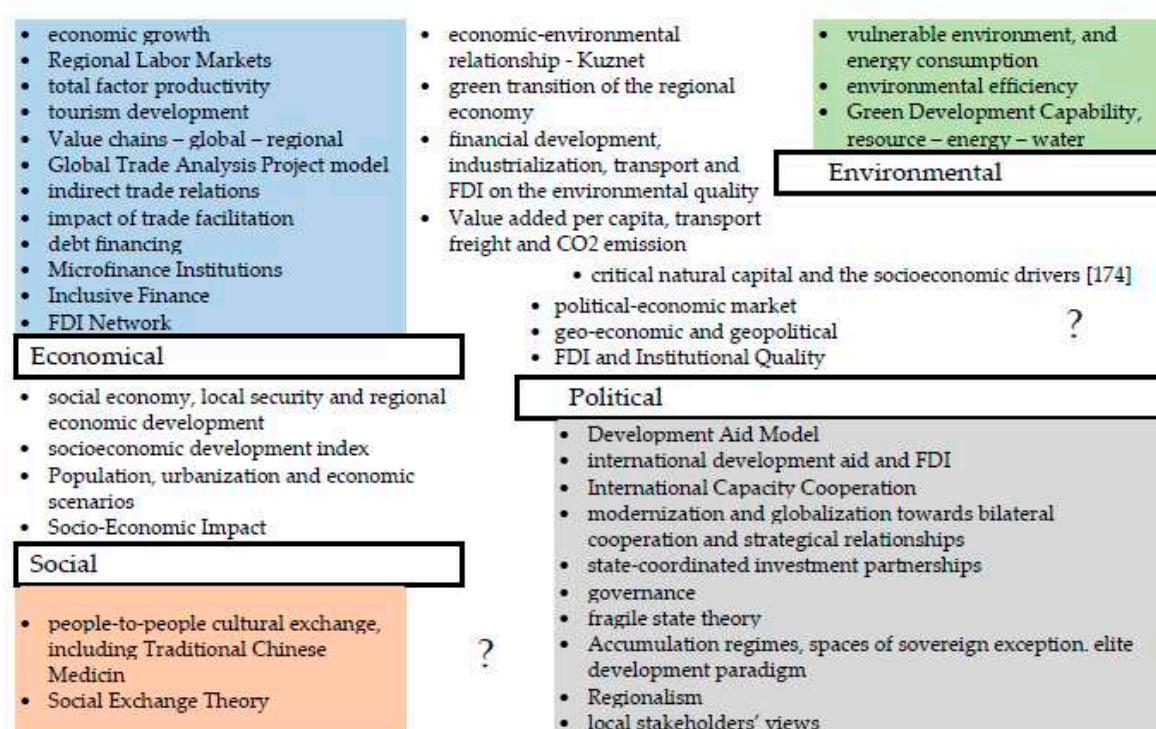 • economic growth
• Regional Labor Markets
• total factor productivity
• tourism development
• Value chains – global – regional
• Global Trade Analysis Project model
• indirect trade relations
• impact of trade facilitation
• debt financing
• Microfinance Institutions
• Inclusive Finance
• FDI Network
Economical
• economic-environmental
relationship - Kuznet
• green transition of the regional
economy
• financial development,
industrialization, transport and
FDI on the environmental quality
• Value added per capita, transport
freight and CO2 emission
• vulnerable environment, and
energy consumption
• environmental efficiency
• Green Development Capability,
resource – energy – water
Environmental
• critical natural capital and the socioeconomic drivers [174]
• political-economic market
• geo-economic and geopolitical
• FDI and Institutional Quality
?
• social economy, local security and regional
economic development
• socioeconomic development index
• Population, urbanization and economic
scenarios
• Socio-Economic Impact
Social
• people-to-people cultural exchange,
including Traditional Chinese
Medicin
• Social Exchange Theory
?
Political
• Development Aid Model
• international development aid and FDI
• International Capacity Cooperation
• modernization and globalization towards bilateral
cooperation and strategical relationships
• state-coordinated investment partnerships
• governance
• fragile state theory
• Accumulation regimes, spaces of sovereign exception. elite
development paradigm
• Regionalism
• local stakeholders' views